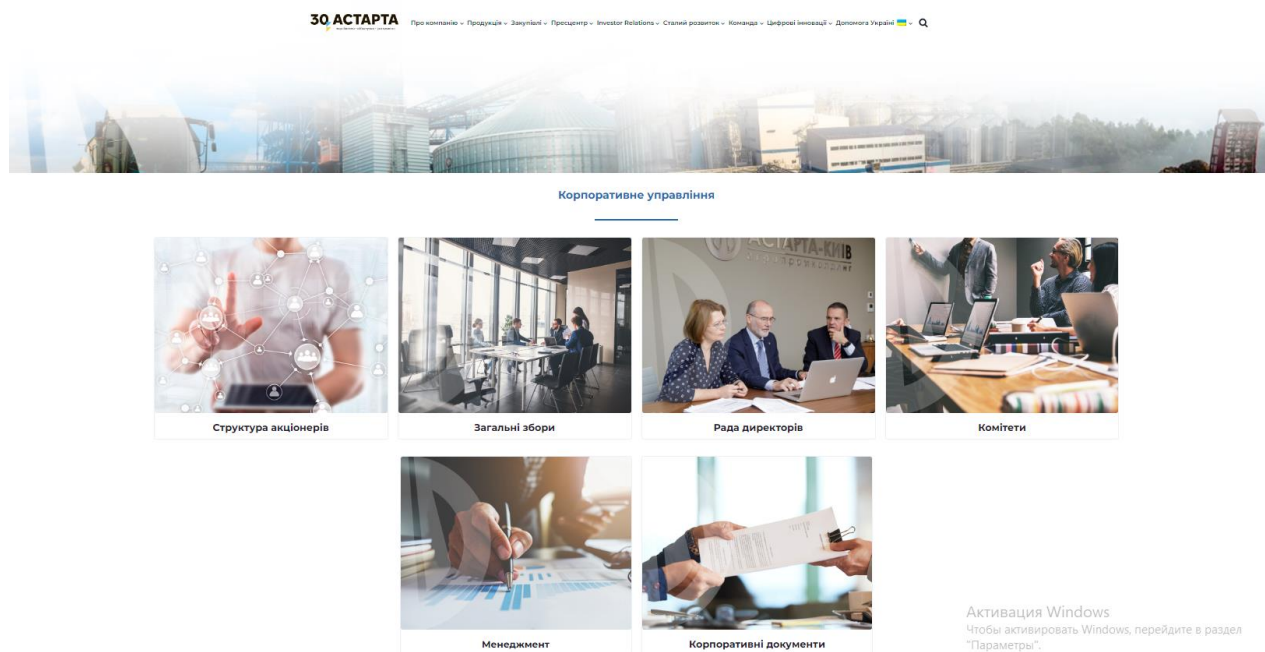 30 АСТАРТА
Про компанію Продукція Закупівлі Пресцентр Investor Relations Сталий розвиток Команда Цифрові інновації Допомога Україні
Корпоративне управління
АСТАРТА-КИЇВ
агропромхолдинг
Структура акціонерів
Загальні збори
Рада директорів
Комітети
Менеджмент
Корпоративні документи
Активация Windows
Чтобы активировать Windows, перейдите в раздел
"Параметры".